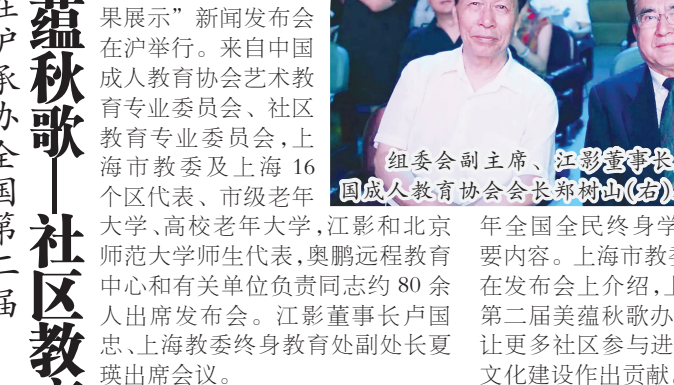 蕴秋歌—社区教
沪承办全国第二届
果展示”新闻发布会
在沪举行。来自中国
成人教育协会艺术教
育专业委员会、社区
教育专业委员会,上
海市教委及上海 16
个区代表、市级老年
大学、高校老年大学,江影和北京
师范大学师生代表,奥鹏远程教育
中心和有关单位负责同志约 80 余
人出席发布会。江影董事长卢国
忠、上海教委终身教育处副处长夏
瑛出席会议。
组委会副主席、江影董事长
国成人教育协会会长郑树山(右)
年全国全民终身学
要内容。上海市教委
在发布会上介绍,上
第二届美蕴秋歌办
让更多社区参与进
文化建设作出贡献